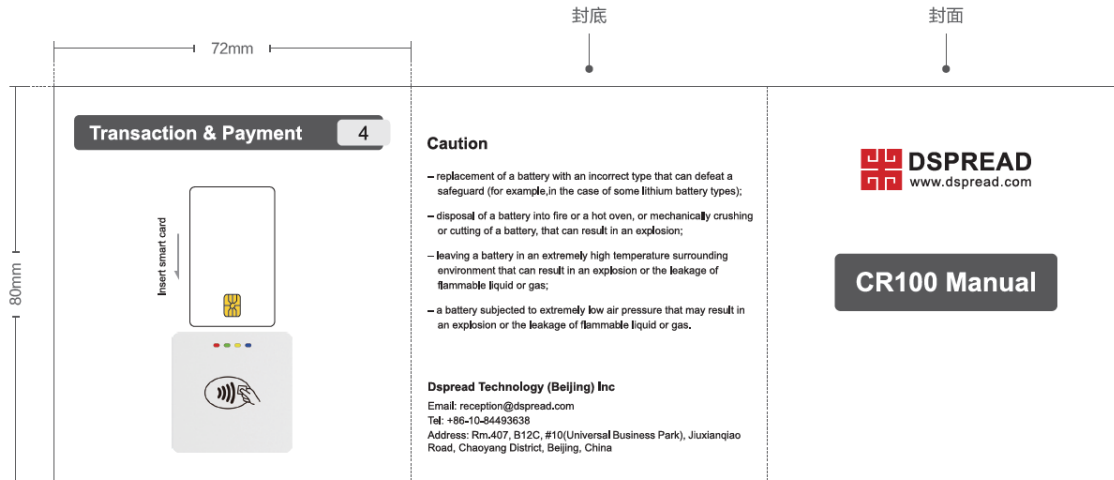 封底
封面
72mm
80mm
Transaction & Payment 4
Insert smart card
Caution
– replacement of a battery with an incorrect type that can defeat a
safeguard (for example,in the case of some lithium battery types);
– disposal of a battery into fire or a hot oven, or mechanically crushing
or cutting of a battery, that can result in an explosion;
– leaving a battery in an extremely high temperature surrounding
environment that can result in an explosion or the leakage of
flammable liquid or gas;
– a battery subjected to extremely low air pressure that may result in
an explosion or the leakage of flammable liquid or gas.
Dspread Technology (Beijing) Inc
Email: reception@dspread.com
Tel: +86-10-84493638
Address: Rm.407, B12C, #10(Universal Business Park), Jiuxianqiao
Road, Chaoyang District, Beijing, China
DSPREAD
www.dspread.com
CR100 Manual